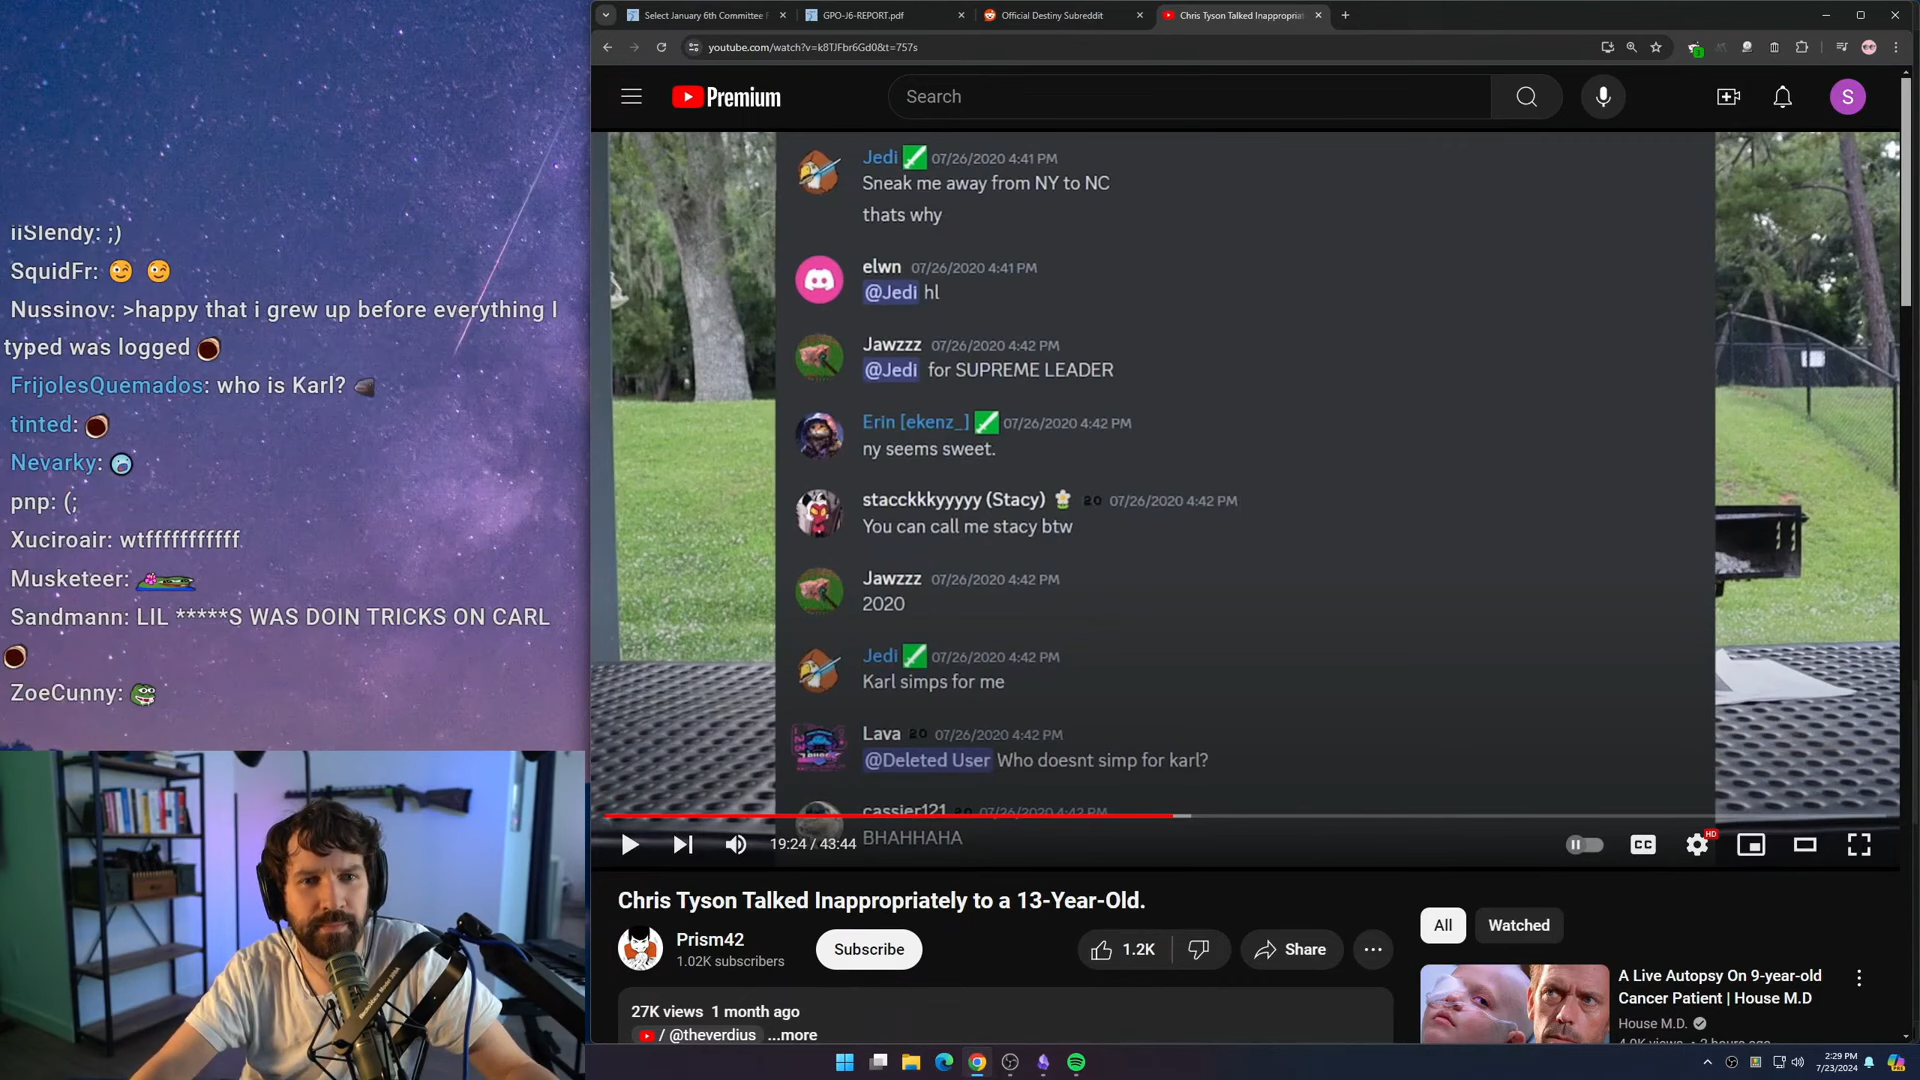 iiSlendy: ;)
SquidFr:
Nussinov: >happy that i grew up before everything I
typed was logged
FrijolesQuemados: who is Karl?
tinted:
Nevarky:
pnp: (;
Xuciroair: wtfffffffffff
Musketeer:
Sandmann: LIL *****S WAS DOIN TRICKS ON CARL
ZoeCunny:
Select January 6th Committee
GPO-J6-REPORT.pdf
Official Destiny Subreddit
Chris Tyson Talked Inappropriat
youtube.com/watch?v=k8TJFbr6Gd0&t=757s
Premium
Search
S
Jedi 07/26/2020 4:41 PM
Sneak me away from NY to NC
thats why
elwn 07/26/2020 4:41 PM
@Jedi hl
Jawzzz 07/26/2020 4:42 PM
@Jedi for SUPREME LEADER
Erin [ekenz_] 07/26/2020 4:42 PM
ny seems sweet.
stacckkkyyyyy (Stacy) 20 07/26/2020 4:42 PM
You can call me stacy btw
Jawzzz 07/26/2020 4:42 PM
2020
Jedi 07/26/2020 4:42 PM
Karl simps for me
Lava 20 07/26/2020 4:42 PM
@Deleted User Who doesnt simp for karl?
cassier121 20 07/26/2020 4:42 PM
BHAHHAHA
19:24 / 43:44
CC
HD
Chris Tyson Talked Inappropriately to a 13-Year-Old.
Prism42
1.02K subscribers
Subscribe
1.2K
Share
27K views 1 month ago
/ @theverdius ...more
All
Watched
A Live Autopsy On 9-year-old
Cancer Patient | House M.D
House M.D.
2:29 PM
7/23/2024